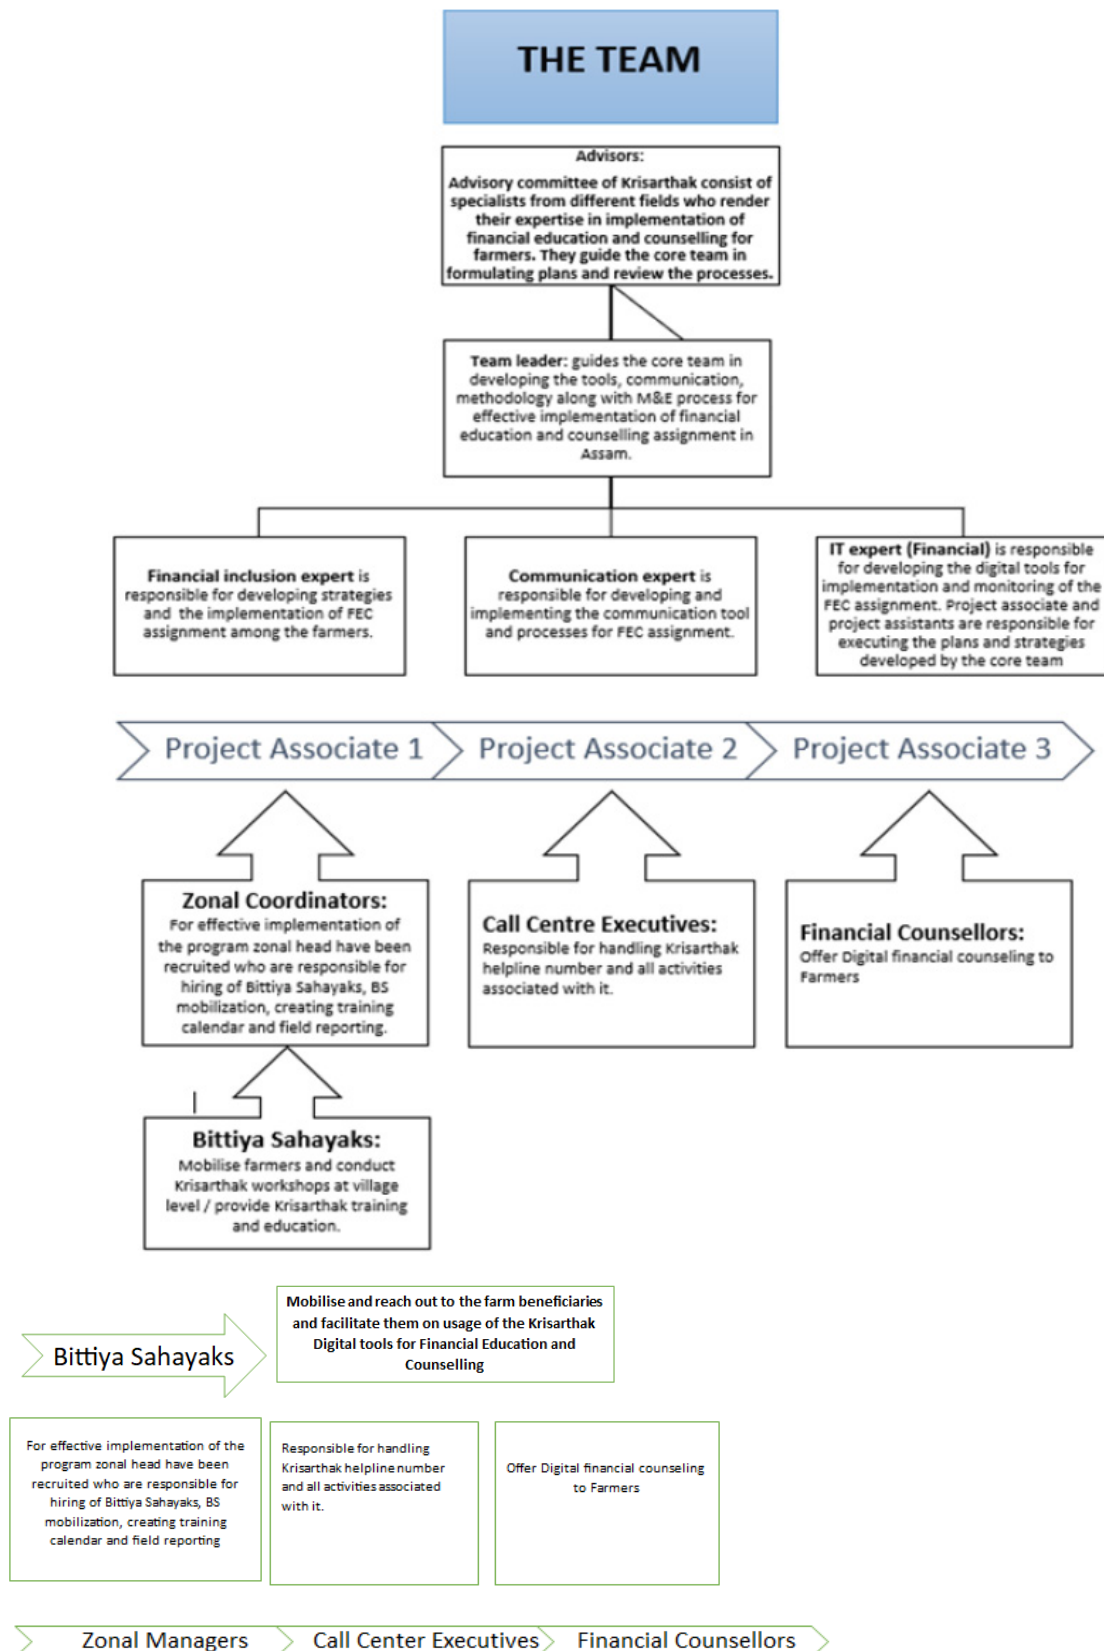 THE TEAM
Advisors:
Advisory committee of Krisarthak consist of
specialists from different fields who render
their expertise in implementation of
financial education and counselling for
farmers. They guide the core team in
formulating plans and review the processes.
Team leader: guides the core team in
developing the tools, communication,
methodology along with M&E process for
effective implementation of financial
education and counselling assignment in
Assam.
Financial inclusion expert is
responsible for developing strategies
and the implementation of FEC
assignment among the farmers.
Communication expert is
responsible for developing and
implementing the communication tool
and processes for FEC assignment.
IT expert (Financial) is responsible
for developing the digital tools for
implementation and monitoring of the
FEC assignment. Project associate and
project assistants are responsible for
executing the plans and strategies
developed by the core team
Project Associate 1
Project Associate 2
Project Associate 3
Zonal Coordinators:
For effective implementation of
the program zonal head have been
recruited who are responsible for
hiring of Bittiya Sahayaks, BS
mobilization, creating training
calendar and field reporting.
Call Centre Executives:
Responsible for handling Krisarthak
helpline number and all activities
associated with it.
Financial Counsellors:
Offer Digital financial counseling to
Farmers
Bittiya Sahayaks:
Mobilise farmers and conduct
Krisarthak workshops at village
level / provide Krisarthak training
and education.
Bittiya Sahayaks
Mobilise and reach out to the farm beneficiaries
and facilitate them on usage of the Krisarthak
Digital tools for Financial Education and
Counselling
For effective implementation of the
program zonal head have been
recruited who are responsible for
hiring of Bittiya Sahayaks, BS
mobilization, creating training
calendar and field reporting
Responsible for handling
Krisarthak helpline number
and all activities associated
with it.
Offer Digital financial counseling
to Farmers
Zonal Managers
Call Center Executives
Financial Counsellors